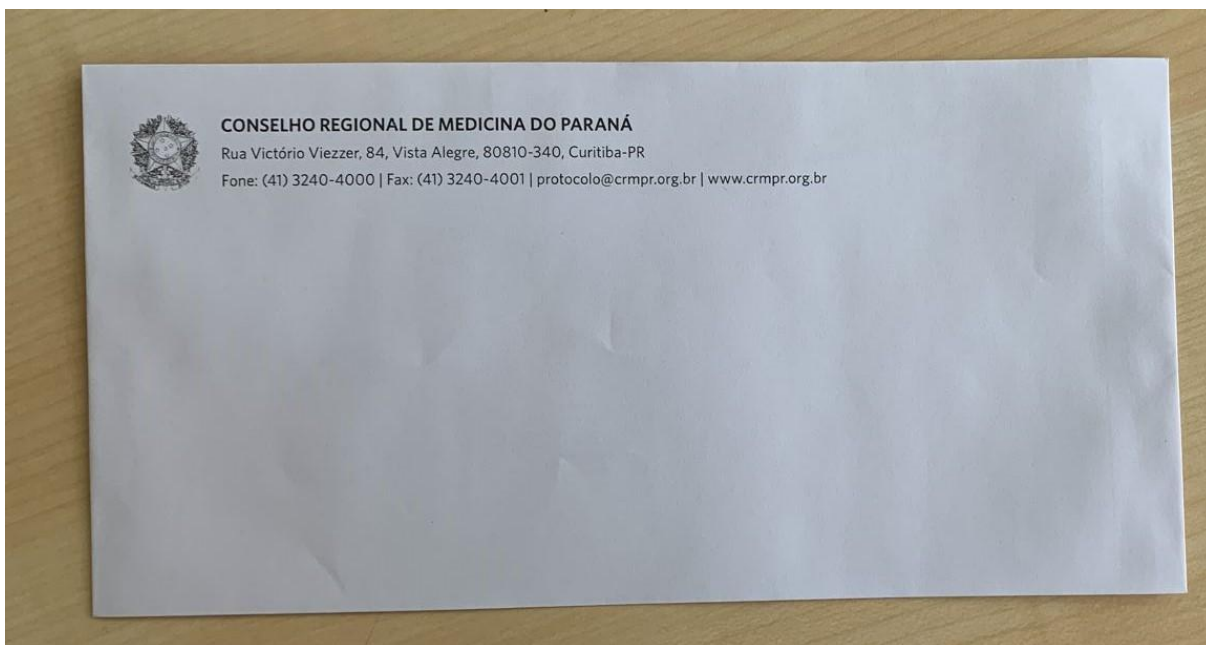 CONSELHO REGIONAL DE MEDICINA DO PARANÁ
Rua Victório Viezzer, 84, Vista Alegre, 80810-340, Curitiba-PR
Fone: (41) 3240-4000 | Fax: (41) 3240-4001 | protocolo@crmpr.org.br | www.crmpr.org.br